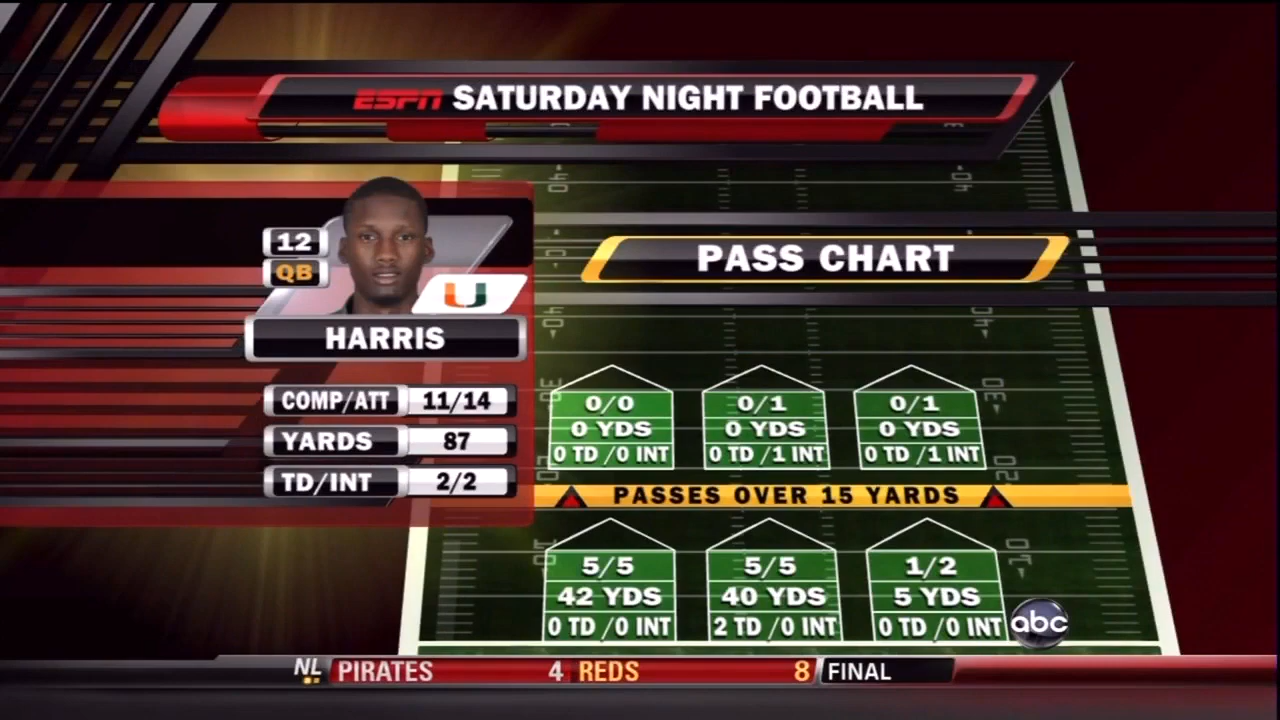 ESPN SATURDAY NIGHT FOOTBALL
12
QB
U
HARRIS
COMP/ATT 11/14
YARDS 87
TD/INT 2/2
PASS CHART
0/0 0/1 0/1
0 YDS 0 YDS 0 YDS
0 TD/0 INT 0 TD/1 INT 0 TD/1 INT
PASSES OVER 15 YARDS
5/5 5/5 1/2
42 YDS 40 YDS 5 YDS
0 TD/0 INT 2 TD/0 INT 0 TD/0 INT
abc
NL PIRATES 4 REDS 8 FINAL